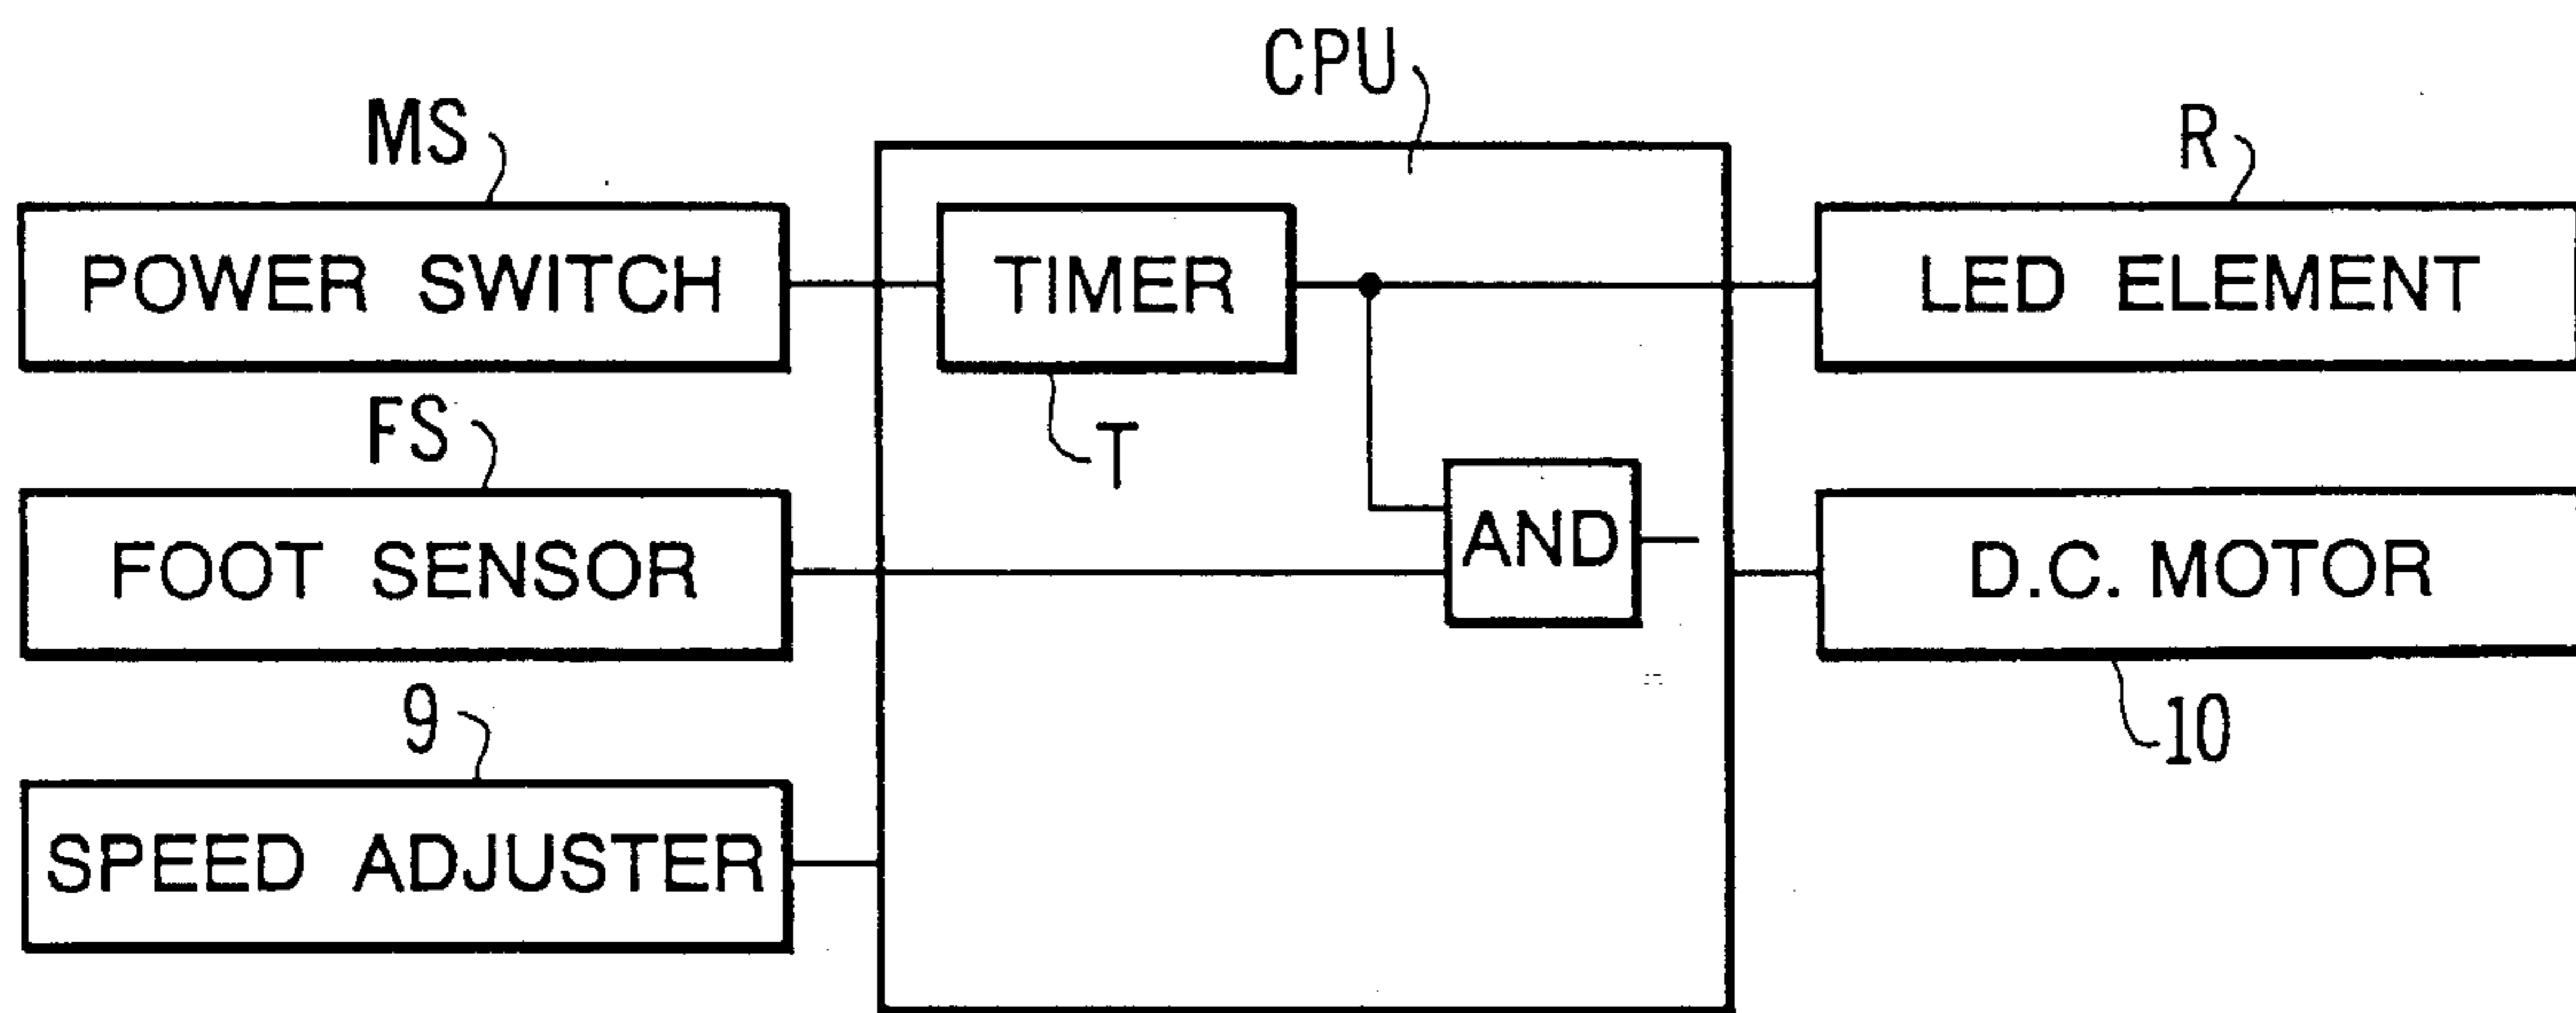 CPU
MS
R
POWER SWITCH
TIMER
LED ELEMENT
FS
T
FOOT SENSOR
AND
D.C. MOTOR
9
10
SPEED ADJUSTER